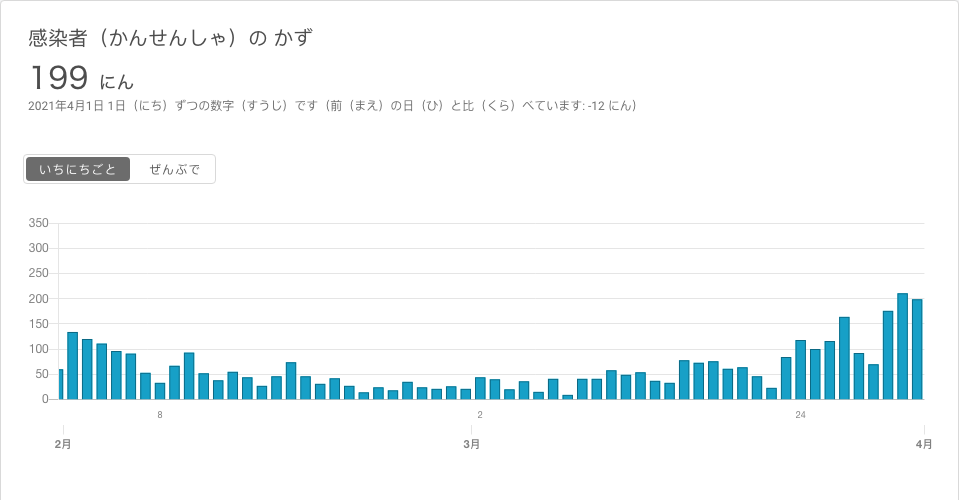 感染者（かんせんしゃ）の かず
199 にん
2021年4月1日 1日（にち）ずつの数字（すうじ）です（前（まえ）の日（ひ）と比（くら）べています: -12 にん）
いちにちごと ぜんぶで
350
300
250
200
150
100
50
0
8 2 24
2月 3月 4月